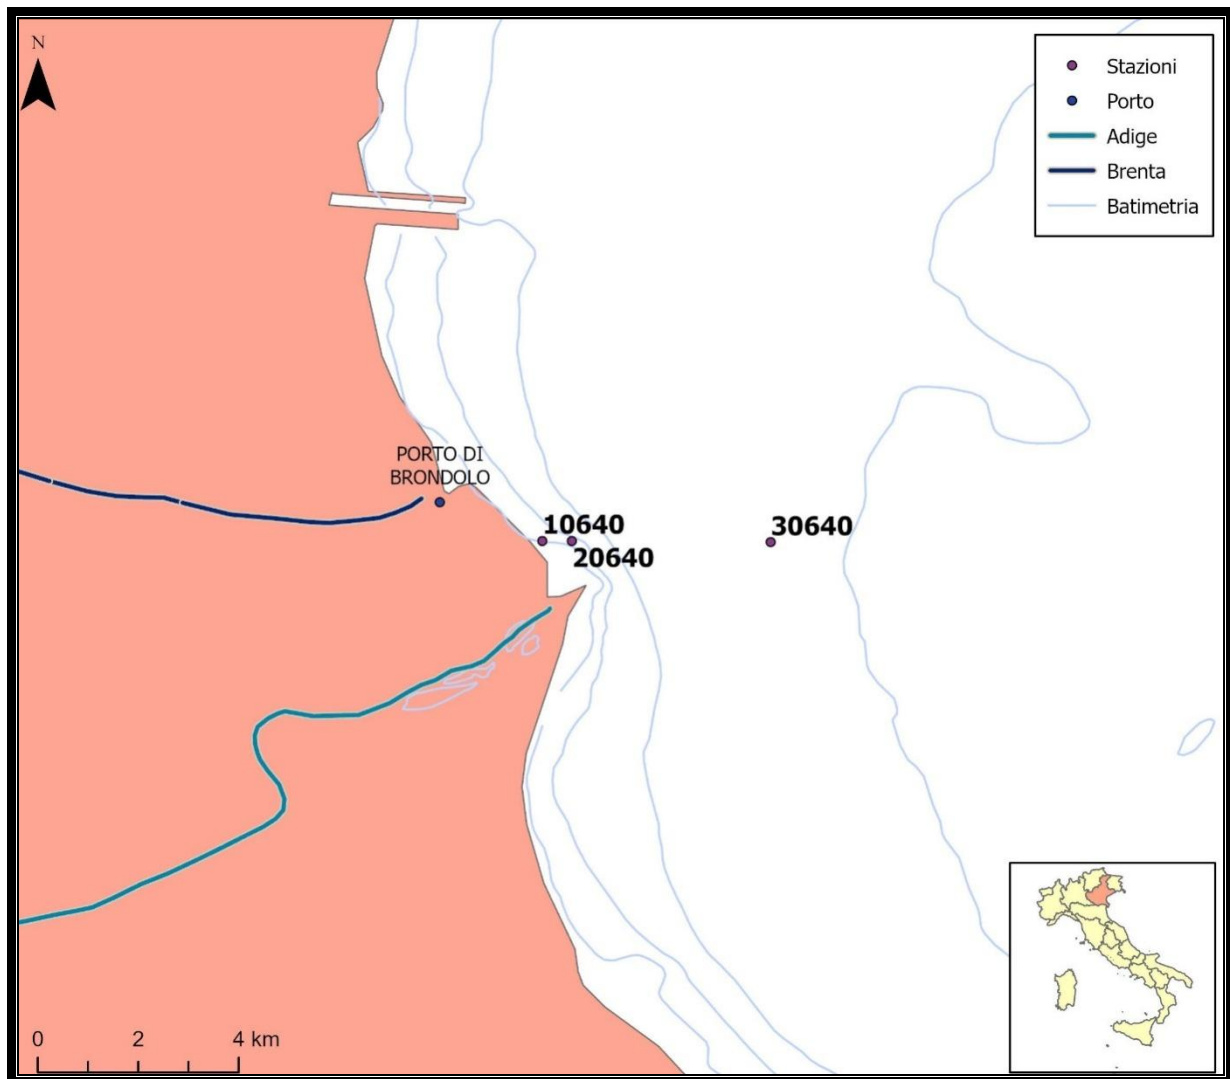 N
Stazioni
Porto
Adige
Brenta
Batimetria
PORTO DI
BRONDOLO
10640
20640
30640
0 2 4 km